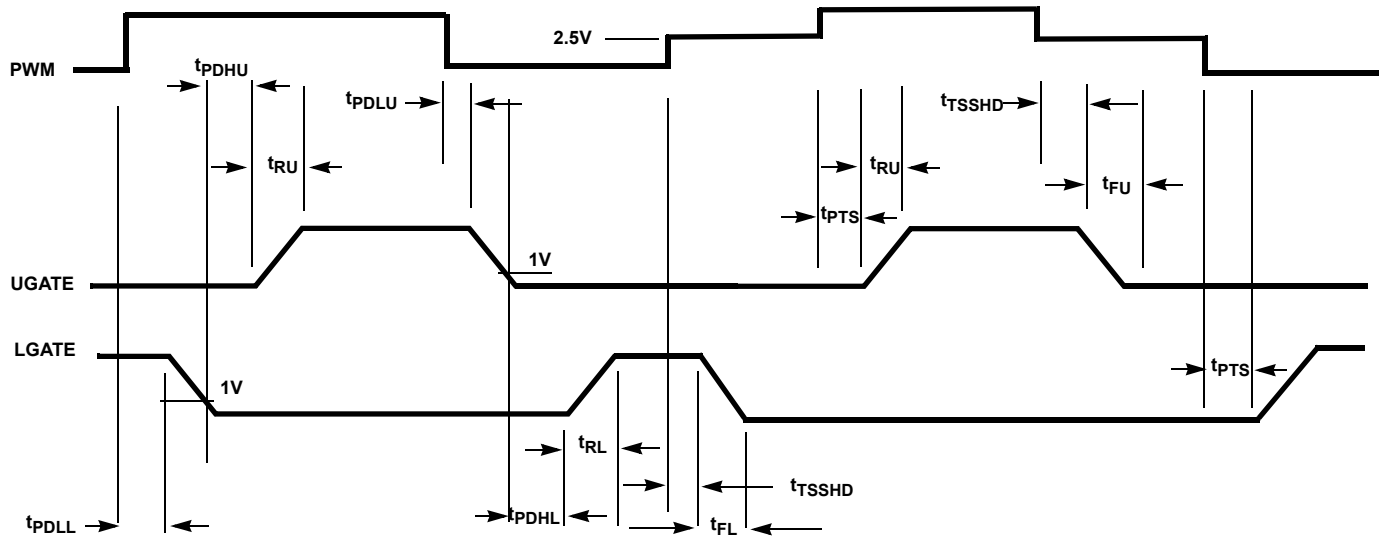 2.5V
PWM
tPDHU
tPDLU
tTSSHD
tRU
tRU
tFU
tPTS
1V
UGATE
LGATE
tPTS
1V
tRL
tTSSHD
tPDLL
tPDHL
tFL